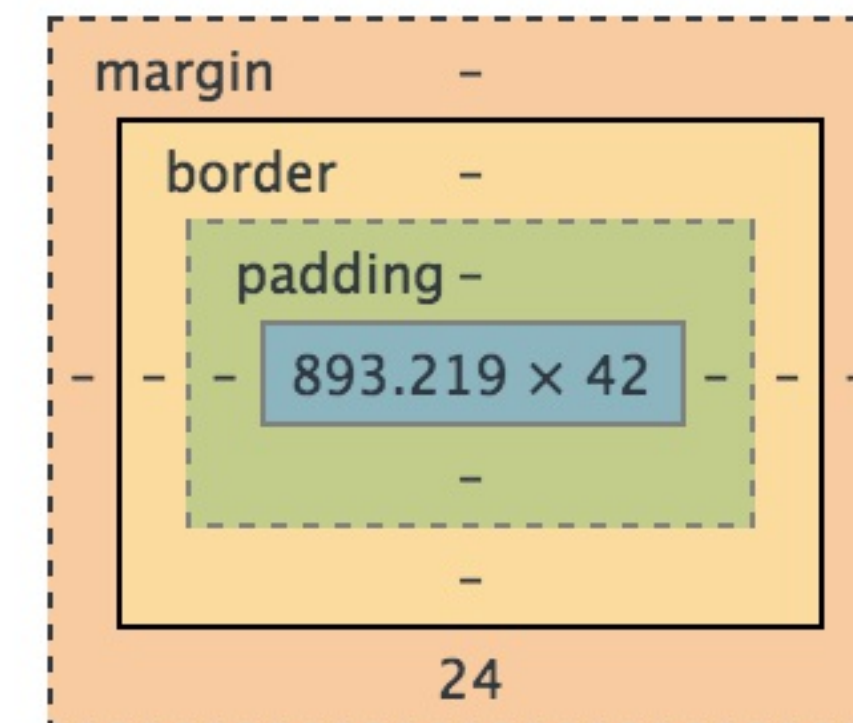 margin –
border –
padding –
– – – 893.219 × 42 – – –
–
–
24